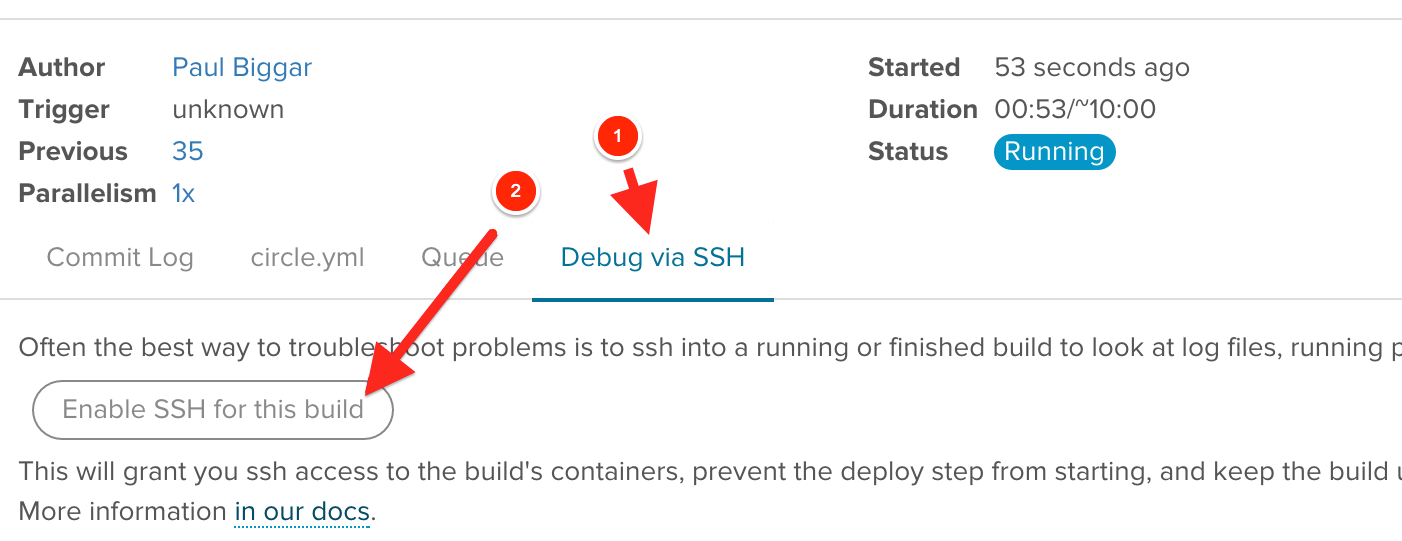 Author Paul Biggar
Trigger unknown
Previous 35
Parallelism 1x
Started 53 seconds ago
Duration 00:53/~10:00
Status Running
1
2
Commit Log circle.yml Queue Debug via SSH
Often the best way to troubleshoot problems is to ssh into a running or finished build to look at log files, running
Enable SSH for this build
This will grant you ssh access to the build's containers, prevent the deploy step from starting, and keep the build
More information in our docs.